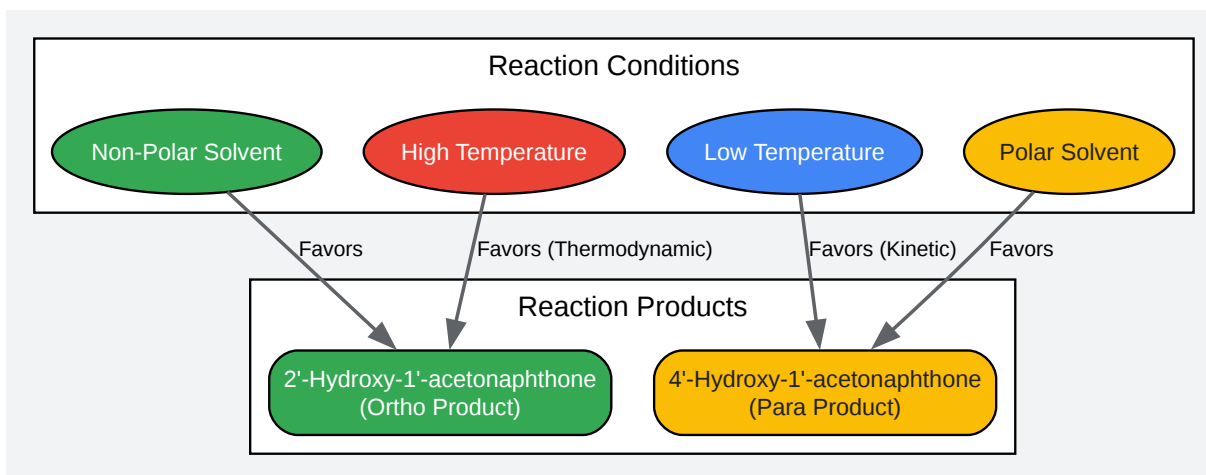 Reaction Conditions
Non-Polar Solvent
High Temperature
Low Temperature
Polar Solvent
Favors
Favors (Thermodynamic)
Favors (Kinetic)
Favors
Reaction Products
2'-Hydroxy-1'-acetonaphthone
(Ortho Product)
4'-Hydroxy-1'-acetonaphthone
(Para Product)